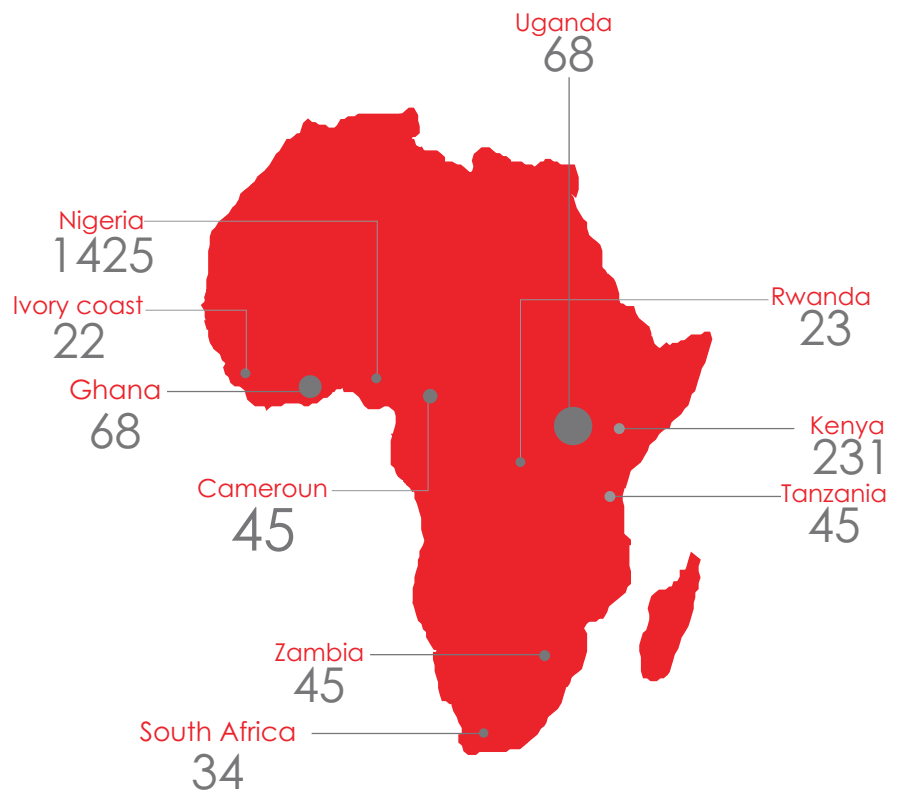 Uganda
68
Nigeria
1425
Ivory coast
22
Ghana
68
Cameroun
45
Rwanda
23
Kenya
231
Tanzania
45
Zambia
45
South Africa
34